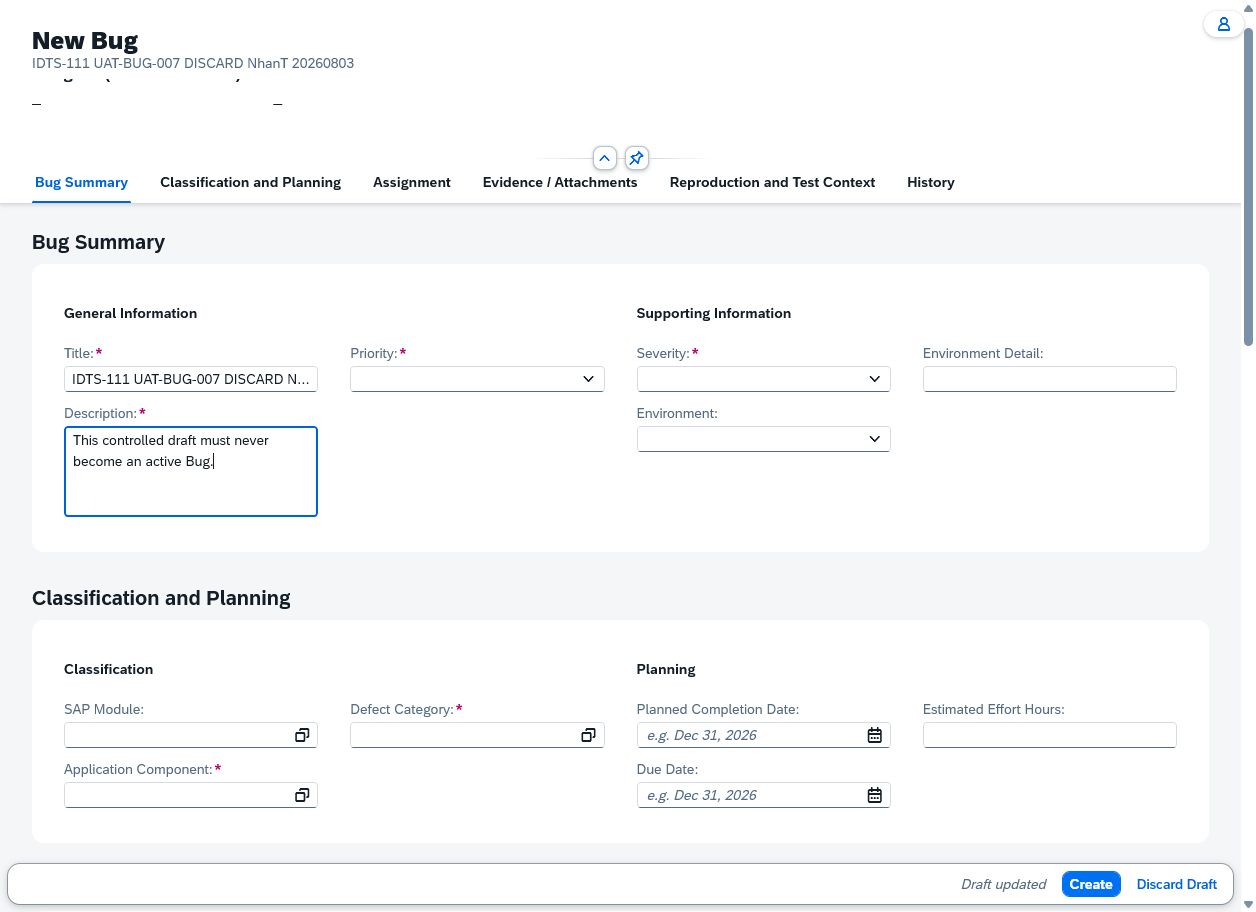 New Bug
IDTS-111 UAT-BUG-007 DISCARD NhanT 20260803
–
–
Bug Summary
Classification and Planning
Assignment
Evidence / Attachments
Reproduction and Test Context
History
Bug Summary
General Information
Supporting Information
Title:*
Priority:*
Severity:*
Environment Detail:
IDTS-111 UAT-BUG-007 DISCARD N...
Description:*
Environment:
This controlled draft must never
become an active Bug.
Classification and Planning
Classification
Planning
SAP Module:
Defect Category:*
Planned Completion Date:
Estimated Effort Hours:
e.g. Dec 31, 2026
Application Component:*
Due Date:
e.g. Dec 31, 2026
Draft updated
Create
Discard Draft